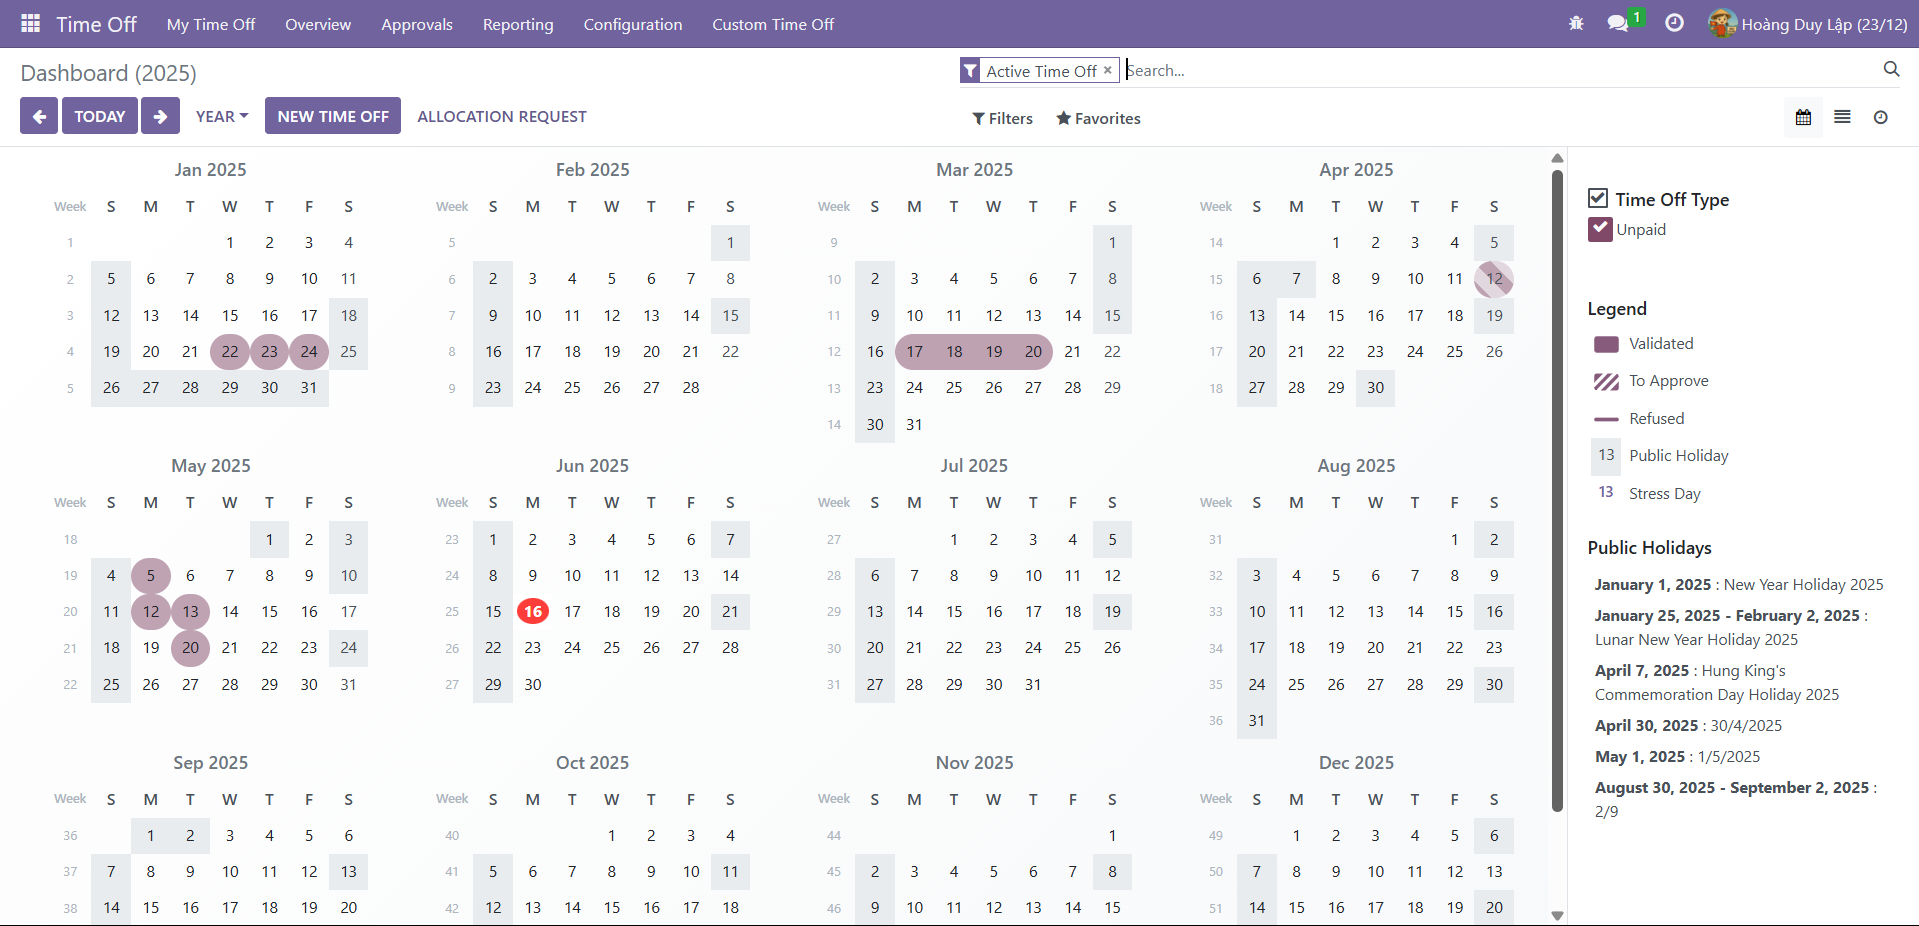 Time Off My Time Off Overview Approvals Reporting Configuration Custom Time Off 1 Hoàng Duy Lập (23/12)
Dashboard (2025) Active Time Off × Search...
TODAY YEAR NEW TIME OFF ALLOCATION REQUEST Filters Favorites
Jan 2025 Feb 2025 Mar 2025 Apr 2025
Week S M T W T F S Week S M T W T F S Week S M T W T F S Week S M T W T F S
1 1 2 3 4 5 1 9 1 14 1 2 3 4 5
2 5 6 7 8 9 10 11 6 2 3 4 5 6 7 8 10 2 3 4 5 6 7 8 15 6 7 8 9 10 11 12
3 12 13 14 15 16 17 18 7 9 10 11 12 13 14 15 11 9 10 11 12 13 14 15 16 13 14 15 16 17 18 19
4 19 20 21 22 23 24 25 8 16 17 18 19 20 21 22 12 16 17 18 19 20 21 22 17 20 21 22 23 24 25 26
5 26 27 28 29 30 31 9 23 24 25 26 27 28 13 23 24 25 26 27 28 29 18 27 28 29 30
14 30 31
May 2025 Jun 2025 Jul 2025 Aug 2025
Week S M T W T F S Week S M T W T F S Week S M T W T F S Week S M T W T F S
18 1 2 3 23 1 2 3 4 5 6 7 27 1 2 3 4 5 31 1 2
19 4 5 6 7 8 9 10 24 8 9 10 11 12 13 14 28 6 7 8 9 10 11 12 32 3 4 5 6 7 8 9
20 11 12 13 14 15 16 17 25 15 16 17 18 19 20 21 29 13 14 15 16 17 18 19 33 10 11 12 13 14 15 16
21 18 19 20 21 22 23 24 26 22 23 24 25 26 27 28 30 20 21 22 23 24 25 26 34 17 18 19 20 21 22 23
22 25 26 27 28 29 30 31 27 29 30 31 27 28 29 30 31 35 24 25 26 27 28 29 30
36 31
Sep 2025 Oct 2025 Nov 2025 Dec 2025
Week S M T W T F S Week S M T W T F S Week S M T W T F S Week S M T W T F S
36 1 2 3 4 5 6 40 1 2 3 4 44 1 49 1 2 3 4 5 6
37 7 8 9 10 11 12 13 41 5 6 7 8 9 10 11 45 2 3 4 5 6 7 8 50 7 8 9 10 11 12 13
38 14 15 16 17 18 19 20 42 12 13 14 15 16 17 18 46 9 10 11 12 13 14 15 51 14 15 16 17 18 19 20
Time Off Type
Unpaid
Legend
Validated
To Approve
Refused
13 Public Holiday
13 Stress Day
Public Holidays
January 1, 2025 : New Year Holiday 2025
January 25, 2025 - February 2, 2025 :
Lunar New Year Holiday 2025
April 7, 2025 : Hung King's
Commemoration Day Holiday 2025
April 30, 2025 : 30/4/2025
May 1, 2025 : 1/5/2025
August 30, 2025 - September 2, 2025 :
2/9